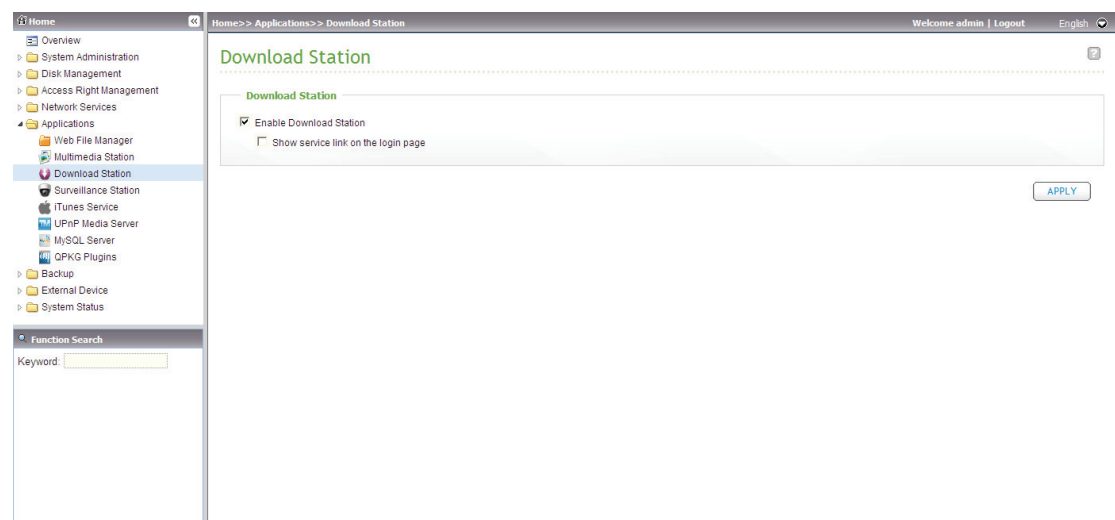 Home
Home>> Applications>> Download Station
Welcome admin | Logout
English
Overview
System Administration
Disk Management
Access Right Management
Network Services
Applications
Web File Manager
Multimedia Station
Download Station
Surveillance Station
iTunes Service
UPnP Media Server
MySQL Server
QPKG Plugins
Backup
External Device
System Status
Function Search
Keyword:
Download Station
Download Station
Enable Download Station
Show service link on the login page
APPLY